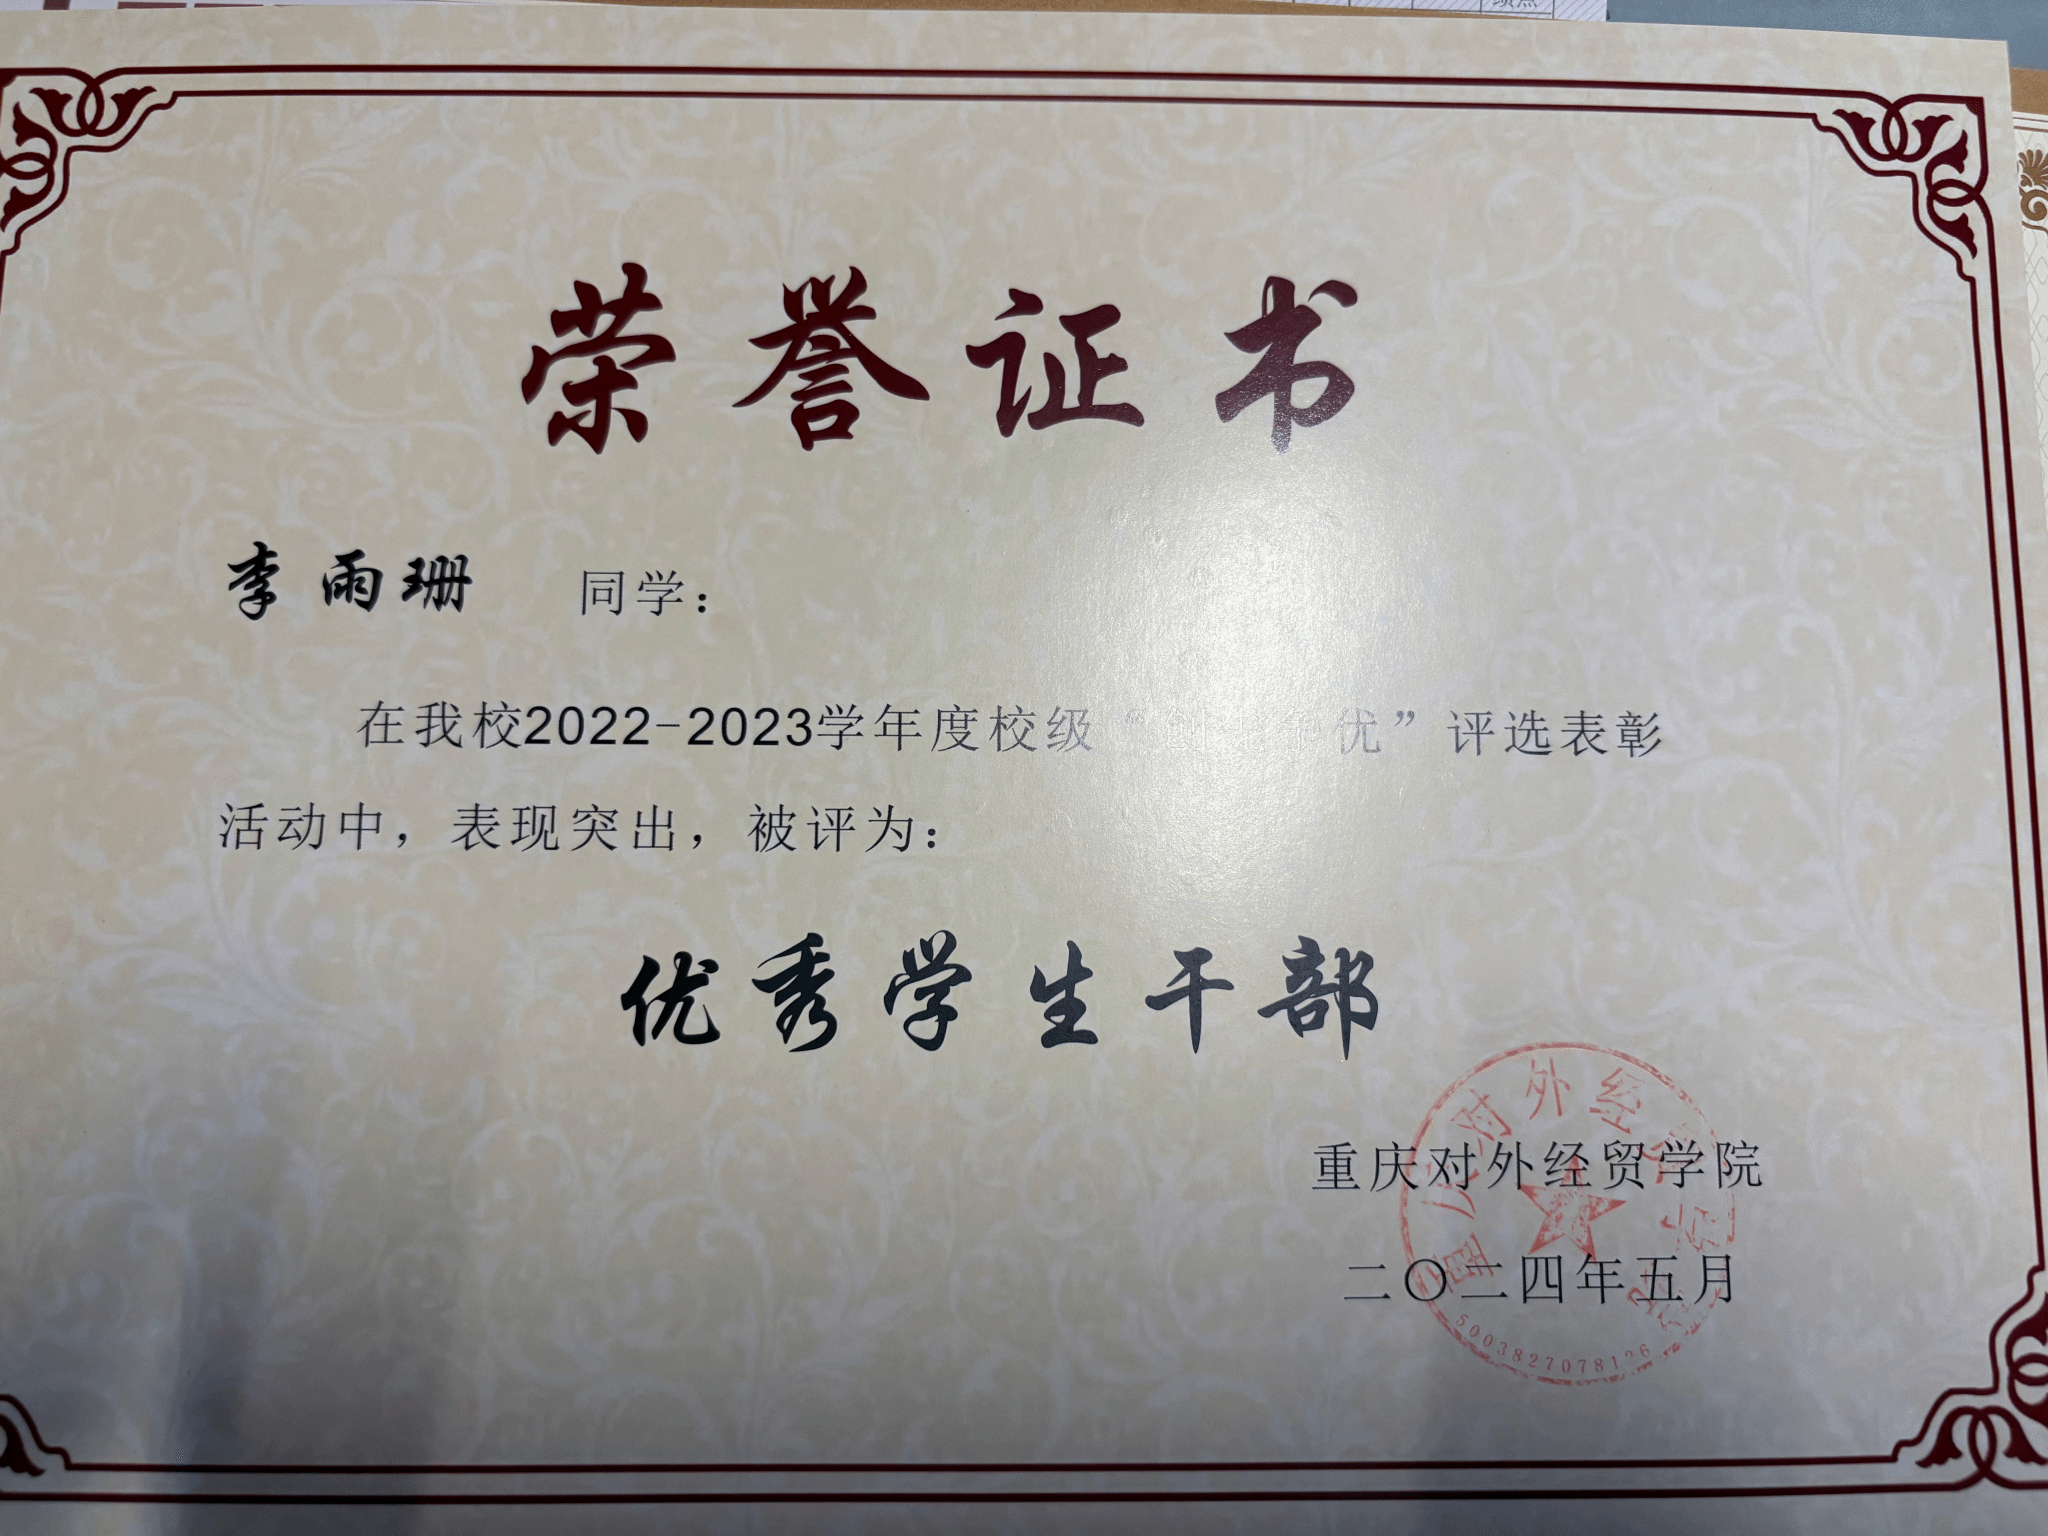 荣誉证书
李雨珊 同学：
在我校2022-2023学年度校级“创 争优”评选表彰
活动中，表现突出，被评为：
优秀学生干部
重庆对外经贸学院
二〇二四年五月